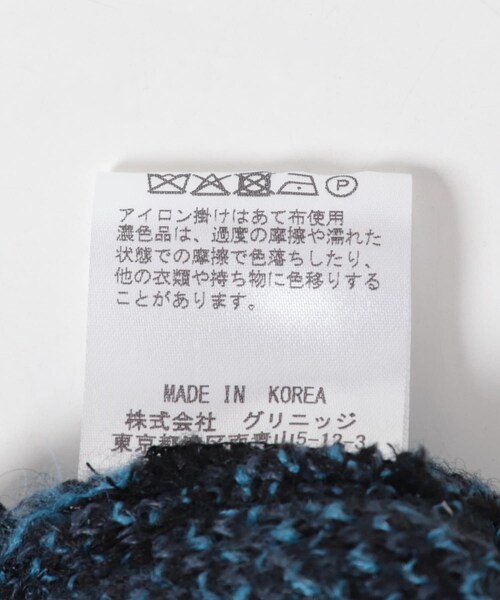 P
アイロン掛けはあて布使用
濃色品は、過度の摩擦や濡れた
状態での摩擦で色落ちしたり、
他の衣類や持ち物に色移りする
ことがあります。
MADE IN KOREA
株式会社 グリニッジ
東京都港区南青山5-12-3